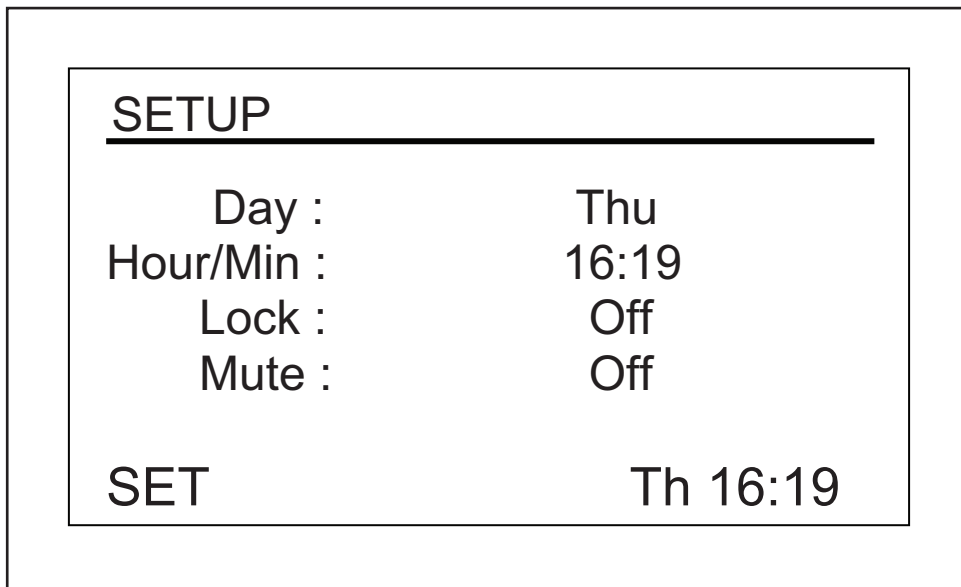 SETUP
Day : Thu
Hour/Min : 16:19
Lock : Off
Mute : Off
SET Th 16:19